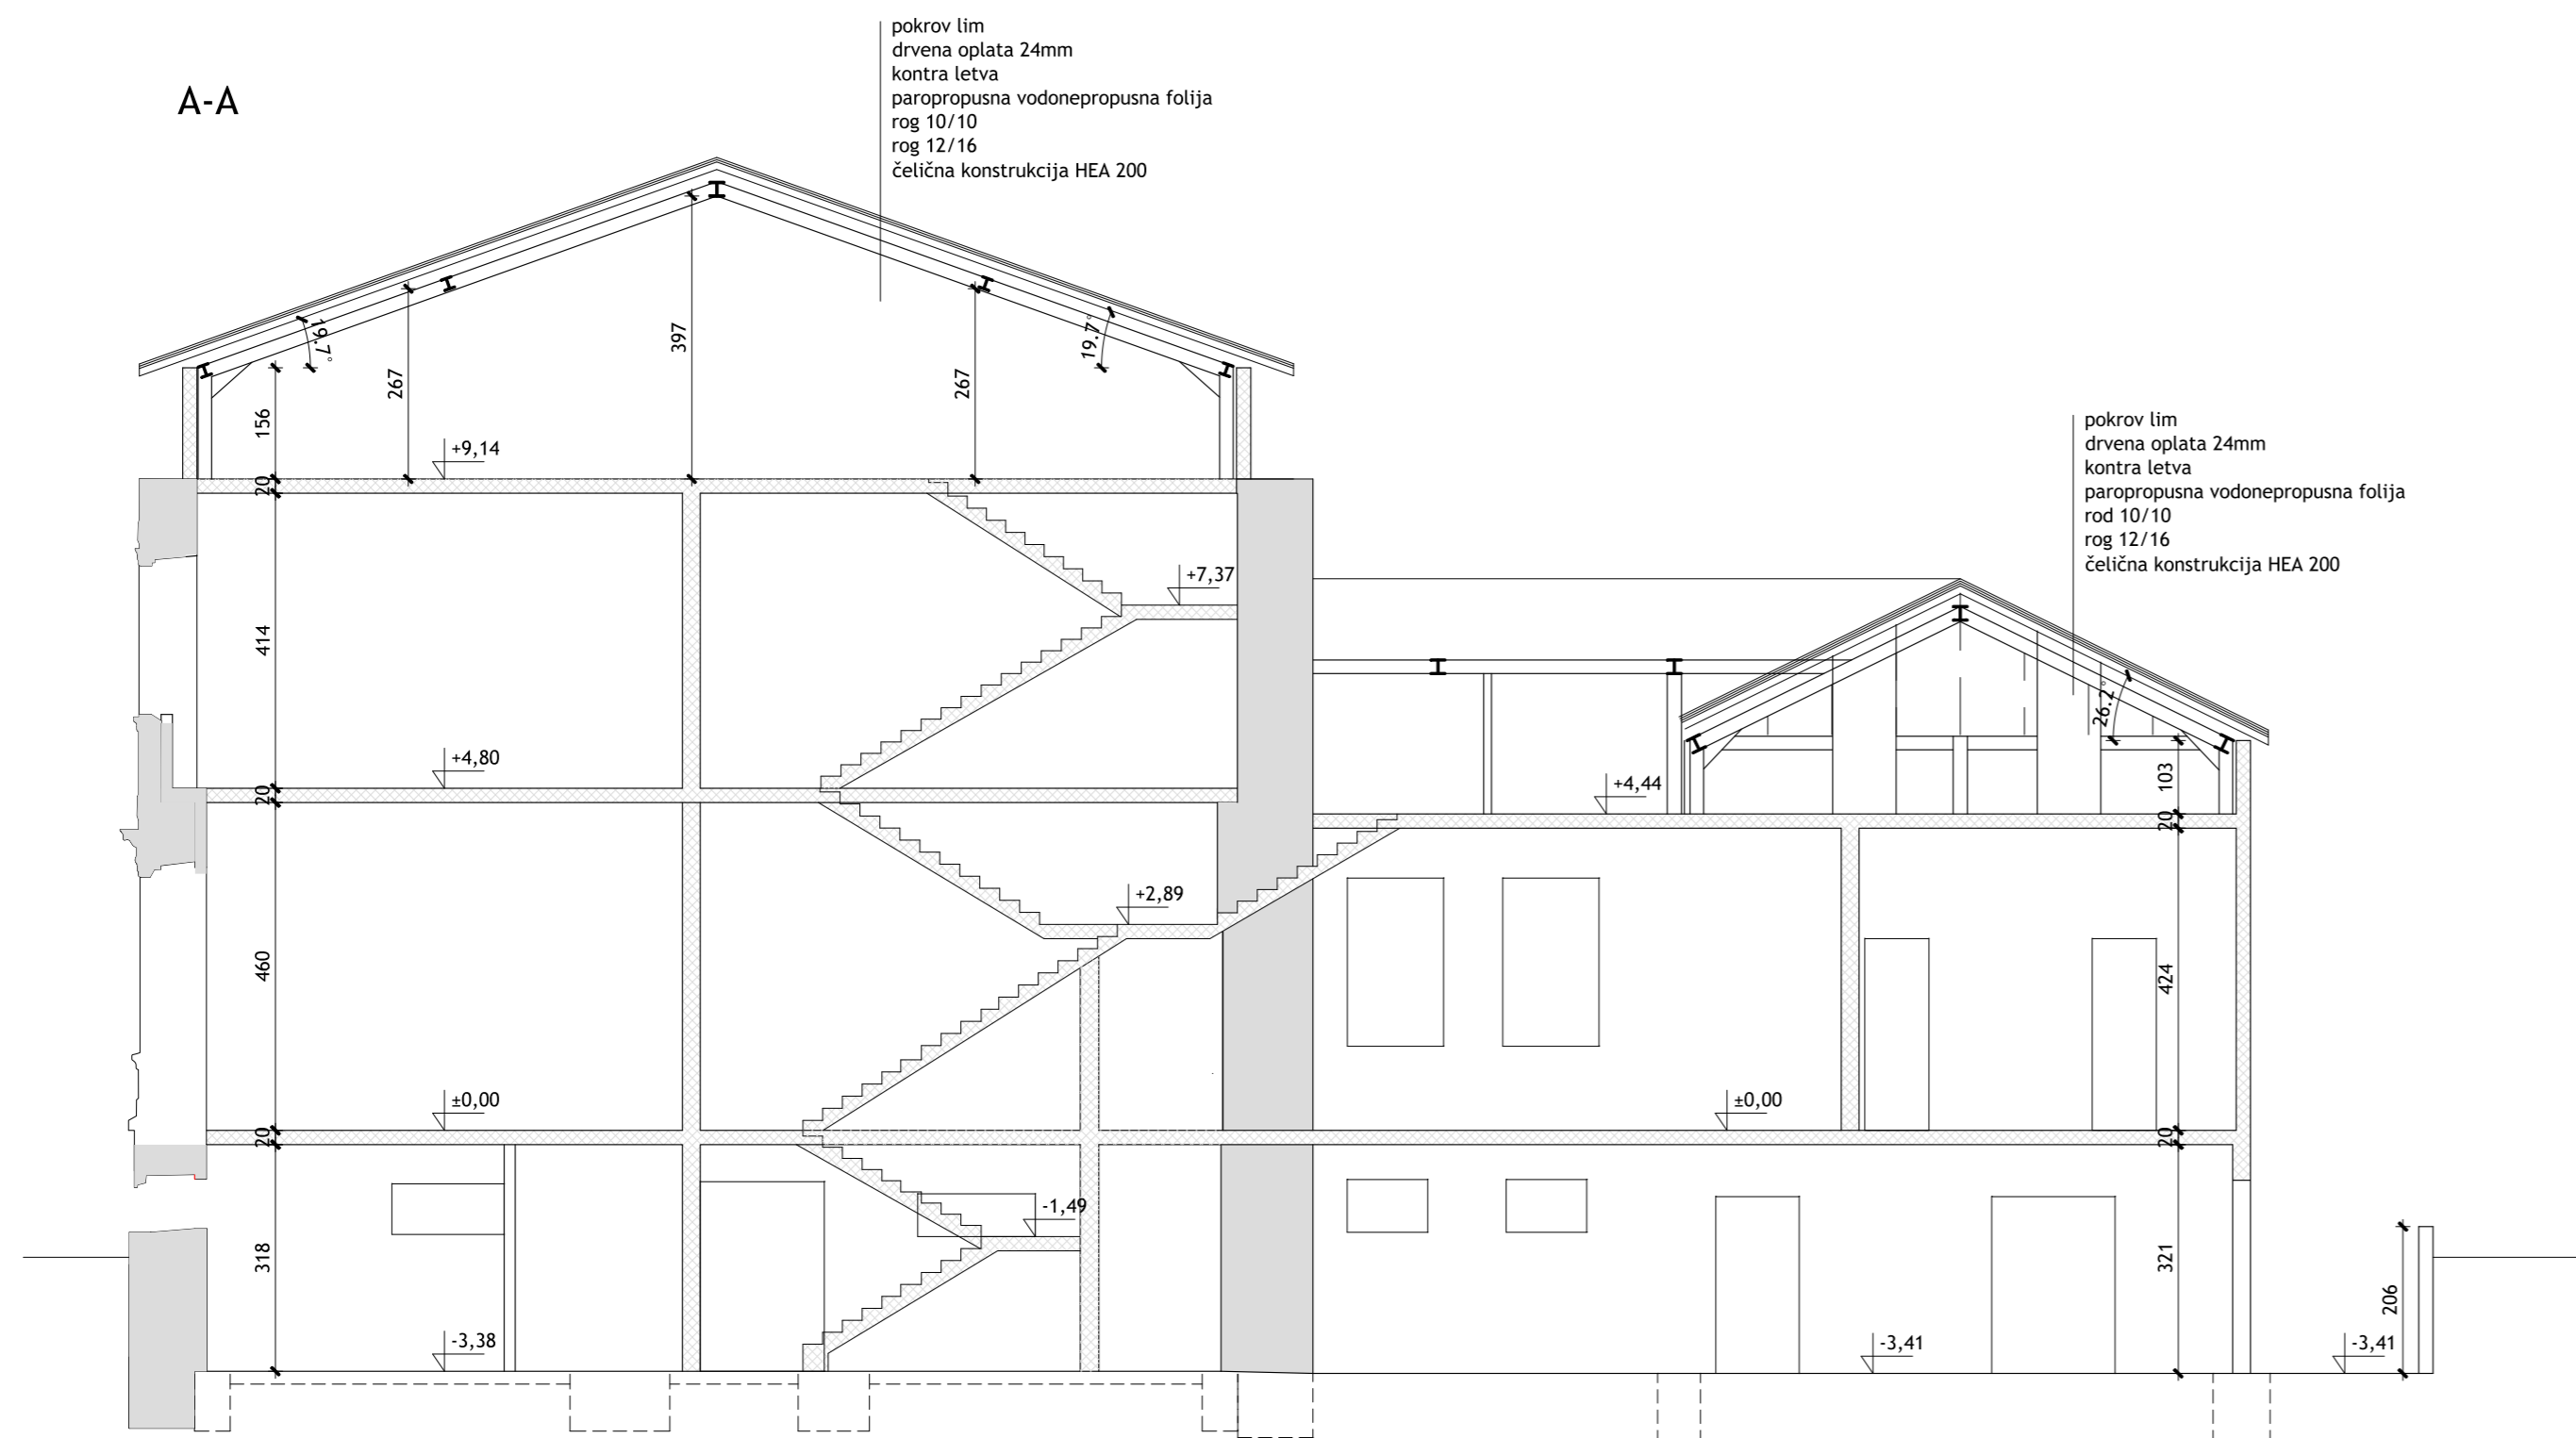 pokrov lim
drvena oplata 24mm
kontra letva
paropropusna vodonepropusna folija
rog 10/10
rog 12/16
čelična konstrukcija HEA 200
A-A
19.7°
397
19.7°
267
267
156
+9,14
20
pokrov lim
drvena oplata 24mm
kontra letva
paropropusna vodonepropusna folija
rod 10/10
rog 12/16
čelična konstrukcija HEA 200
+7,37
414
26.2°
+4,80
20
+4,44
103
20
+2,89
460
424
±0,00
±0,00
20
20
-1,49
318
321
206
-3,38
-3,41
-3,41